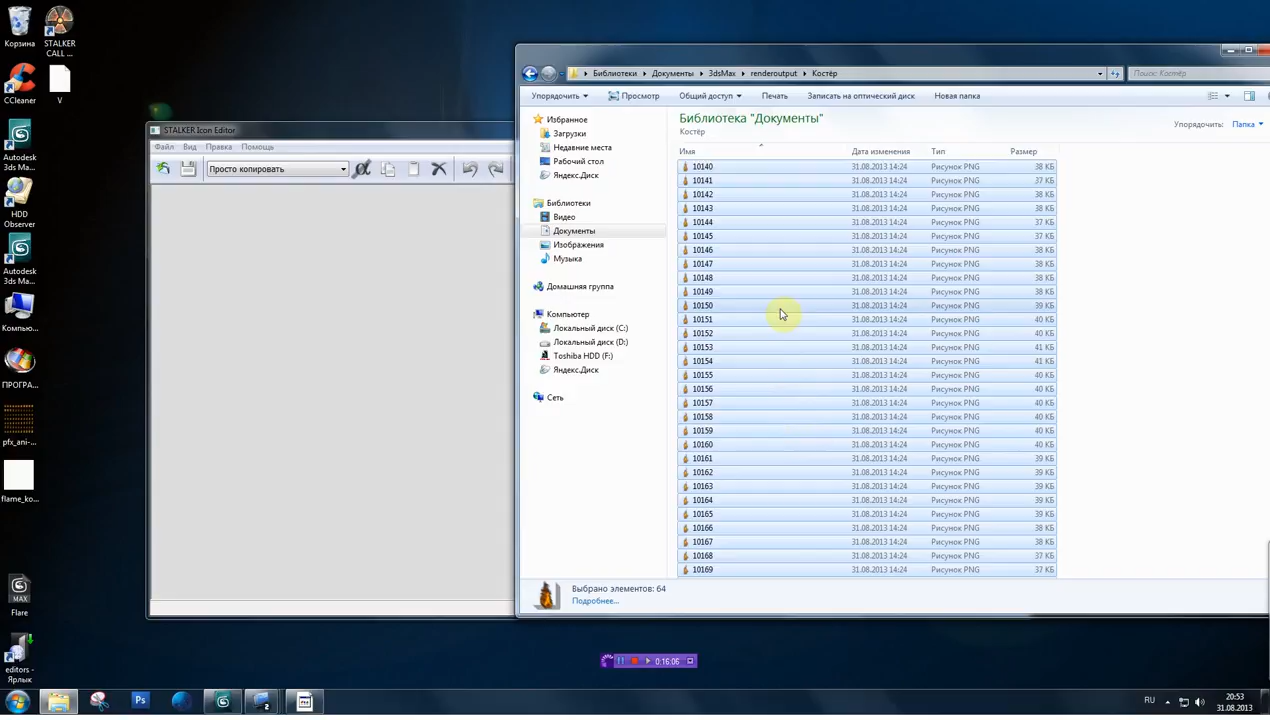 Корзина
STALKER CALL ...
CCleaner
V
Autodesk 3ds Ma...
HDD Observer
Autodesk 3ds Ma...
Компью...
ПРОГРА...
pfx_ani-...
flame_ko...
Flare
editors - Ярлык
STALKER Icon Editor
Файл Вид Правка Помощь
Просто копировать
Библиотеки Документы 3dsMax renderoutput Костёр
Поиск: Костёр
Упорядочить Просмотр Общий доступ Печать Записать на оптический диск Новая папка
Избранное
Загрузки
Недавние места
Рабочий стол
Яндекс.Диск
Библиотеки
Видео
Документы
Изображения
Музыка
Домашняя группа
Компьютер
Локальный диск (C:)
Локальный диск (D:)
Toshiba HDD (F:)
Яндекс.Диск
Сеть
Библиотека "Документы"
Костёр
Упорядочить: Папка
Имя Дата изменения Тип Размер
10140 31.08.2013 14:24 Рисунок PNG 38 КБ
10141 31.08.2013 14:24 Рисунок PNG 37 КБ
10142 31.08.2013 14:24 Рисунок PNG 38 КБ
10143 31.08.2013 14:24 Рисунок PNG 38 КБ
10144 31.08.2013 14:24 Рисунок PNG 37 КБ
10145 31.08.2013 14:24 Рисунок PNG 37 КБ
10146 31.08.2013 14:24 Рисунок PNG 38 КБ
10147 31.08.2013 14:24 Рисунок PNG 38 КБ
10148 31.08.2013 14:24 Рисунок PNG 38 КБ
10149 31.08.2013 14:24 Рисунок PNG 38 КБ
10150 31.08.2013 14:24 Рисунок PNG 39 КБ
10151 31.08.2013 14:24 Рисунок PNG 40 КБ
10152 31.08.2013 14:24 Рисунок PNG 40 КБ
10153 31.08.2013 14:24 Рисунок PNG 41 КБ
10154 31.08.2013 14:24 Рисунок PNG 41 КБ
10155 31.08.2013 14:24 Рисунок PNG 40 КБ
10156 31.08.2013 14:24 Рисунок PNG 40 КБ
10157 31.08.2013 14:24 Рисунок PNG 40 КБ
10158 31.08.2013 14:24 Рисунок PNG 40 КБ
10159 31.08.2013 14:24 Рисунок PNG 40 КБ
10160 31.08.2013 14:24 Рисунок PNG 40 КБ
10161 31.08.2013 14:24 Рисунок PNG 39 КБ
10162 31.08.2013 14:24 Рисунок PNG 39 КБ
10163 31.08.2013 14:24 Рисунок PNG 39 КБ
10164 31.08.2013 14:24 Рисунок PNG 39 КБ
10165 31.08.2013 14:24 Рисунок PNG 39 КБ
10166 31.08.2013 14:24 Рисунок PNG 38 КБ
10167 31.08.2013 14:24 Рисунок PNG 38 КБ
10168 31.08.2013 14:24 Рисунок PNG 37 КБ
10169 31.08.2013 14:24 Рисунок PNG 37 КБ
Выбрано элементов: 64
Подробнее...
0:16:06
Ps
RU
20:53
31.08.2013